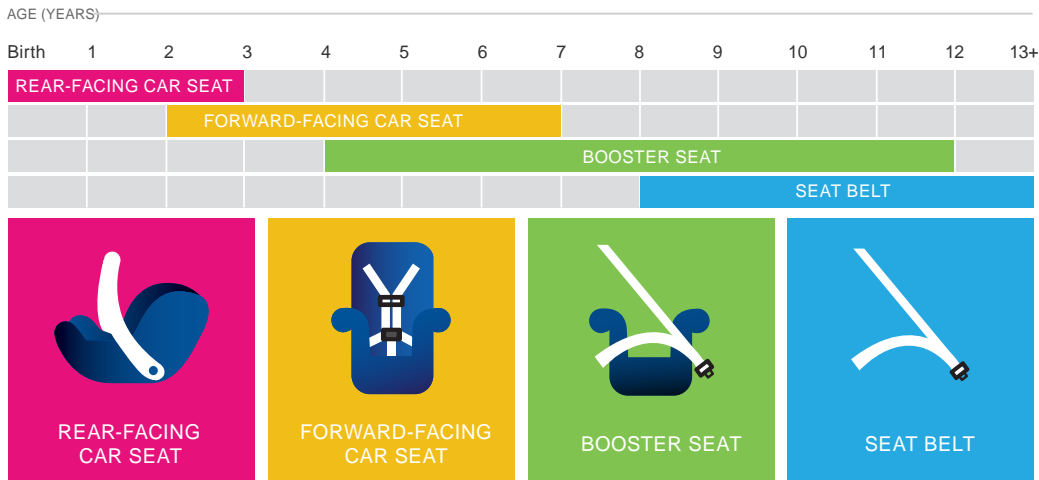 AGE (YEARS)
Birth 1 2 3 4 5 6 7 8 9 10 11 12 13+
REAR-FACING CAR SEAT
FORWARD-FACING CAR SEAT
BOOSTER SEAT
SEAT BELT
REAR-FACING
CAR SEAT
FORWARD-FACING
CAR SEAT
BOOSTER SEAT
SEAT BELT